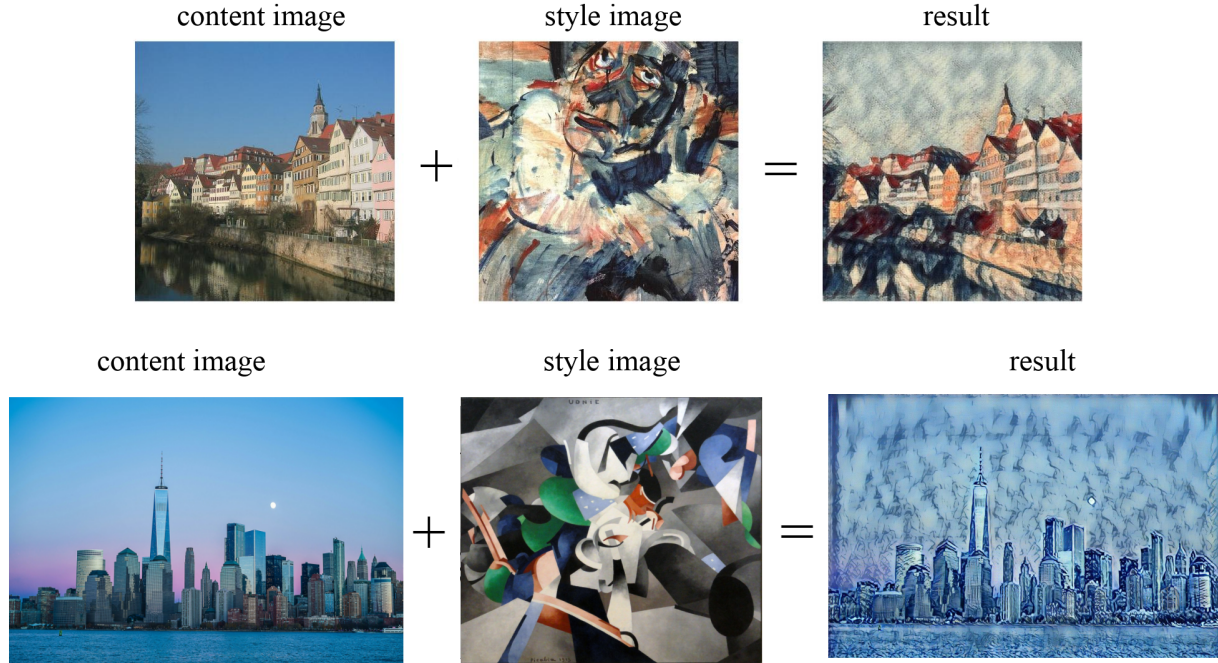 content image
style image
result
+
=
content image
style image
result
UDNIE
+
=